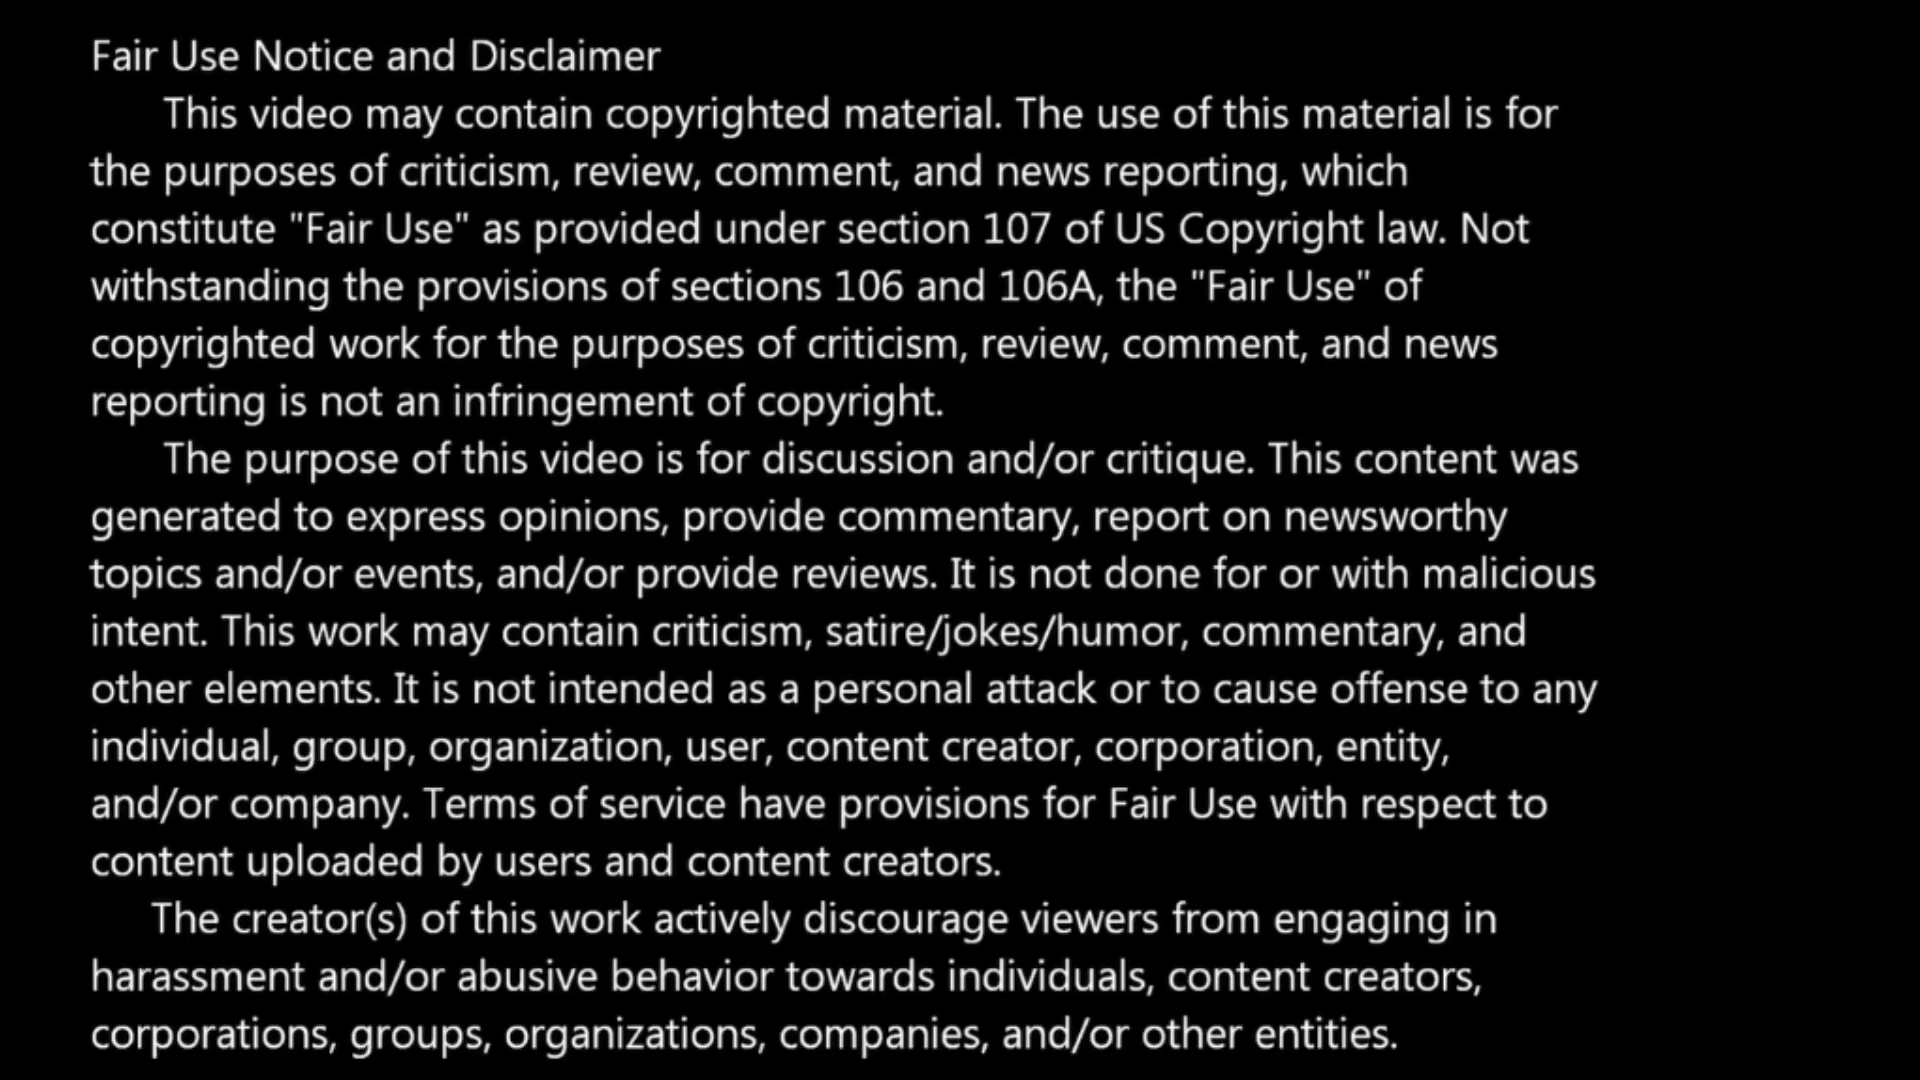 Fair Use Notice and Disclaimer
This video may contain copyrighted material. The use of this material is for
the purposes of criticism, review, comment, and news reporting, which
constitute "Fair Use" as provided under section 107 of US Copyright law. Not
withstanding the provisions of sections 106 and 106A, the "Fair Use" of
copyrighted work for the purposes of criticism, review, comment, and news
reporting is not an infringement of copyright.
The purpose of this video is for discussion and/or critique. This content was
generated to express opinions, provide commentary, report on newsworthy
topics and/or events, and/or provide reviews. It is not done for or with malicious
intent. This work may contain criticism, satire/jokes/humor, commentary, and
other elements. It is not intended as a personal attack or to cause offense to any
individual, group, organization, user, content creator, corporation, entity,
and/or company. Terms of service have provisions for Fair Use with respect to
content uploaded by users and content creators.
The creator(s) of this work actively discourage viewers from engaging in
harassment and/or abusive behavior towards individuals, content creators,
corporations, groups, organizations, companies, and/or other entities.